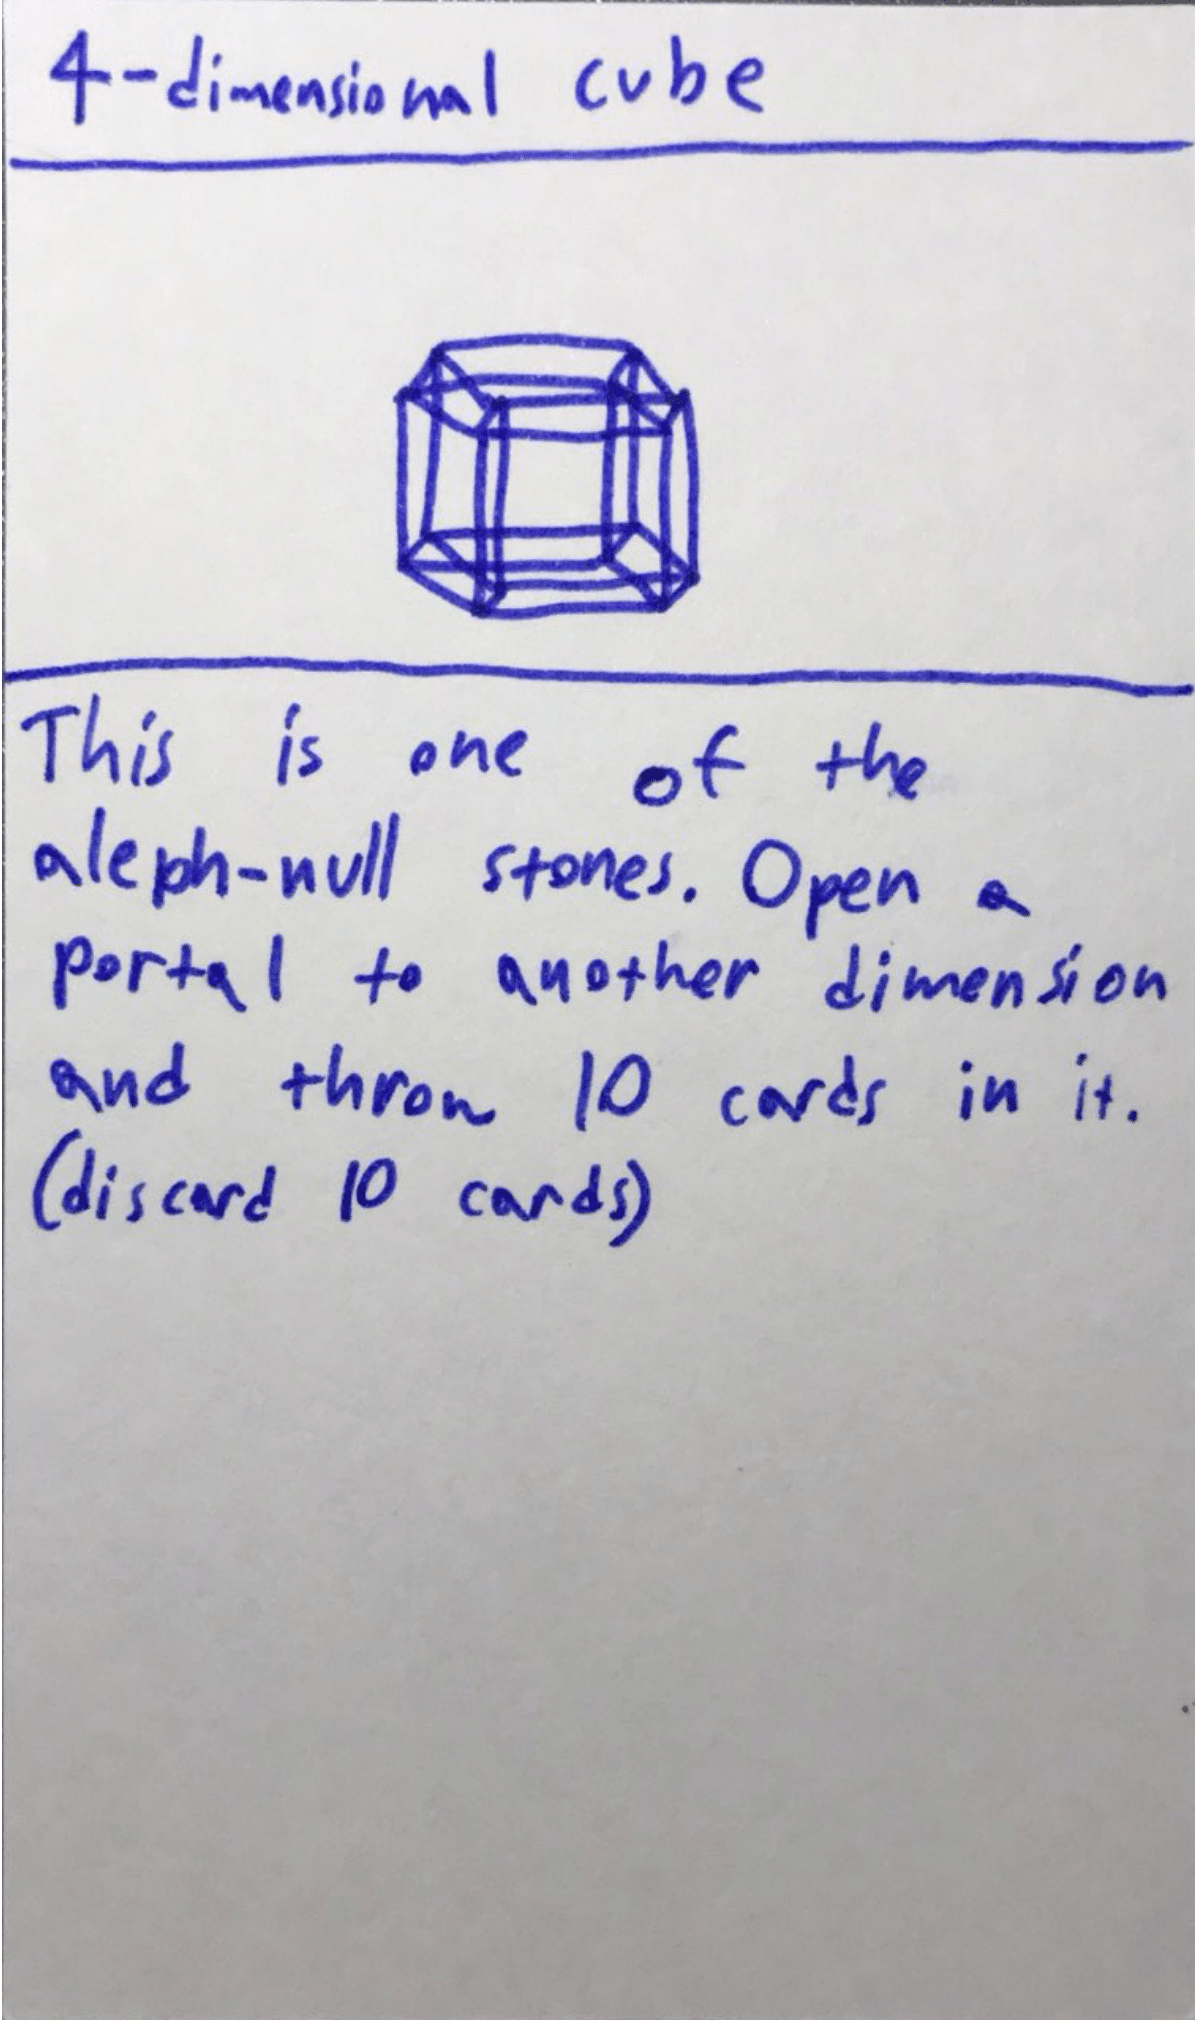 4-dimensional cube
This is one of the
aleph-null stones. Open a
portal to another dimension
and throw 10 cards in it.
(discard 10 cards)